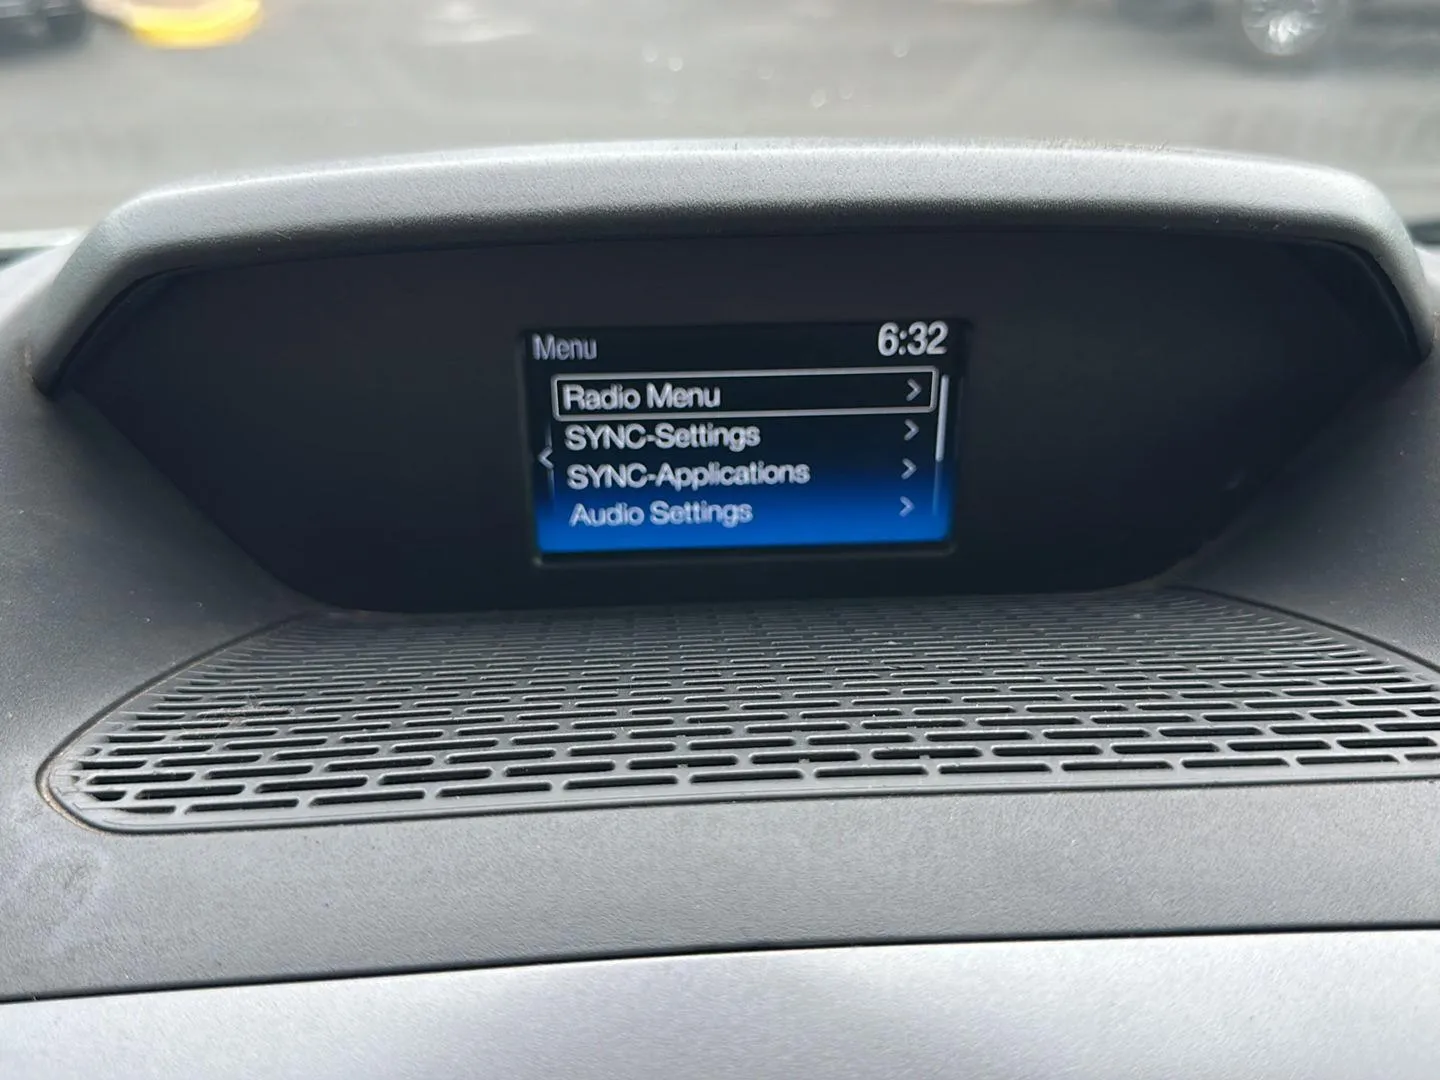 Menu 6:32
Radio Menu >
SYNC-Settings >
< SYNC-Applications >
Audio Settings >